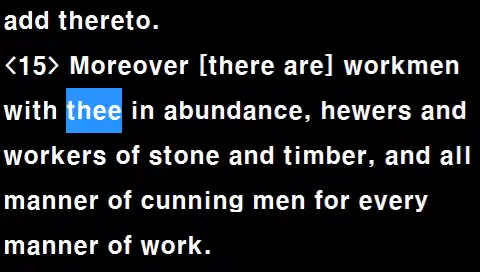 add thereto.
<15> Moreover [there are] workmen
with thee in abundance, hewers and
workers of stone and timber, and all
manner of cunning men for every
manner of work.